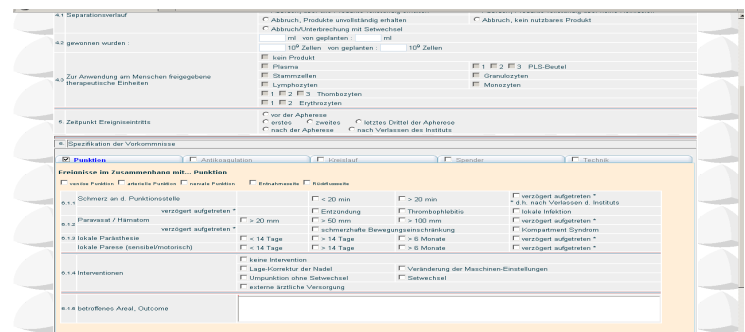 4.1 Separationsverlauf
Abbruch, Produkte unvollständig erhalten
Abbruch, kein nutzbares Produkt
Abbruch/Unterbrechung mit Setwechsel
4.2 gewonnen wurden :
ml von geplanten : ml
10⁹ Zellen von geplanten : 10⁹ Zellen
4.3 Zur Anwendung am Menschen freigegebene therapeutische Einheiten
kein Produkt
Plasma 1 2 3 PLS-Beutel
Stammzellen Granulozyten
Lymphozyten Monozyten
1 2 3 Thombozyten
1 2 Erythrozyten
5. Zeitpunkt Ereigniseintritts
vor der Apherese
erstes zweites letztes Drittel der Apherese
nach der Apherese nach Verlassen des Instituts
6. Spezifikation der Vorkommnisse
Punktion Antikoagulation Kreislauf Spender Technik
Ereignisse im Zusammenhang mit... Punktion
venöse Punktion arterielle Punktion nervale Punktion Entnahmeseite Rückflussseite
6.1.1 Schmerz an d. Punktionsstelle < 20 min > 20 min verzögert aufgetreten *
* d.h. nach Verlassen d. Instituts
verzögert aufgetreten * Entzündung Thrombophlebitis lokale Infektion
6.1.2 Paravasat / Hämatom > 20 mm > 50 mm > 100 mm verzögert aufgetreten *
verzögert aufgetreten * schmerzhafte Bewegungseinschränkung Kompartment Syndrom
6.1.3 lokale Parästhesie < 14 Tage > 14 Tage > 6 Monate verzögert aufgetreten *
lokale Parese (sensibel/motorisch) < 14 Tage > 14 Tage > 6 Monate verzögert aufgetreten *
6.1.4 Interventionen
keine Intervention
Lage-Korrektur der Nadel Veränderung der Maschinen-Einstellungen
Umpunktion ohne Setwechsel Setwechsel
externe ärztliche Versorgung
betroffenes Areal, Outcome